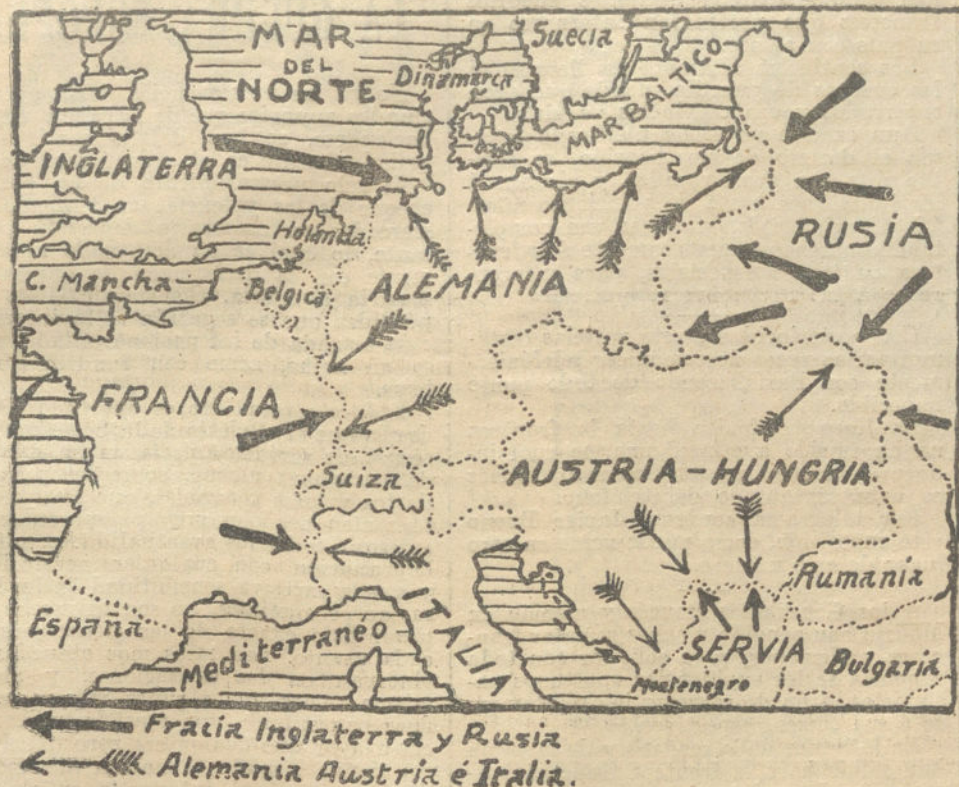 MAR
DEL
NORTE
Suecia
Dinamarca
MAR BALTICO
INGLATERRA
RUSIA
Holanda
C. Mancha
Belgica
ALEMANIA
FRANCIA
Suiza
AUSTRIA-HUNGRIA
Rumania
ITALIA
España
Mediterraneo
SERVIA
Bulgaria
Montenegro
Fracia Inglaterra y Rusia
Alemania Austria é Italia.